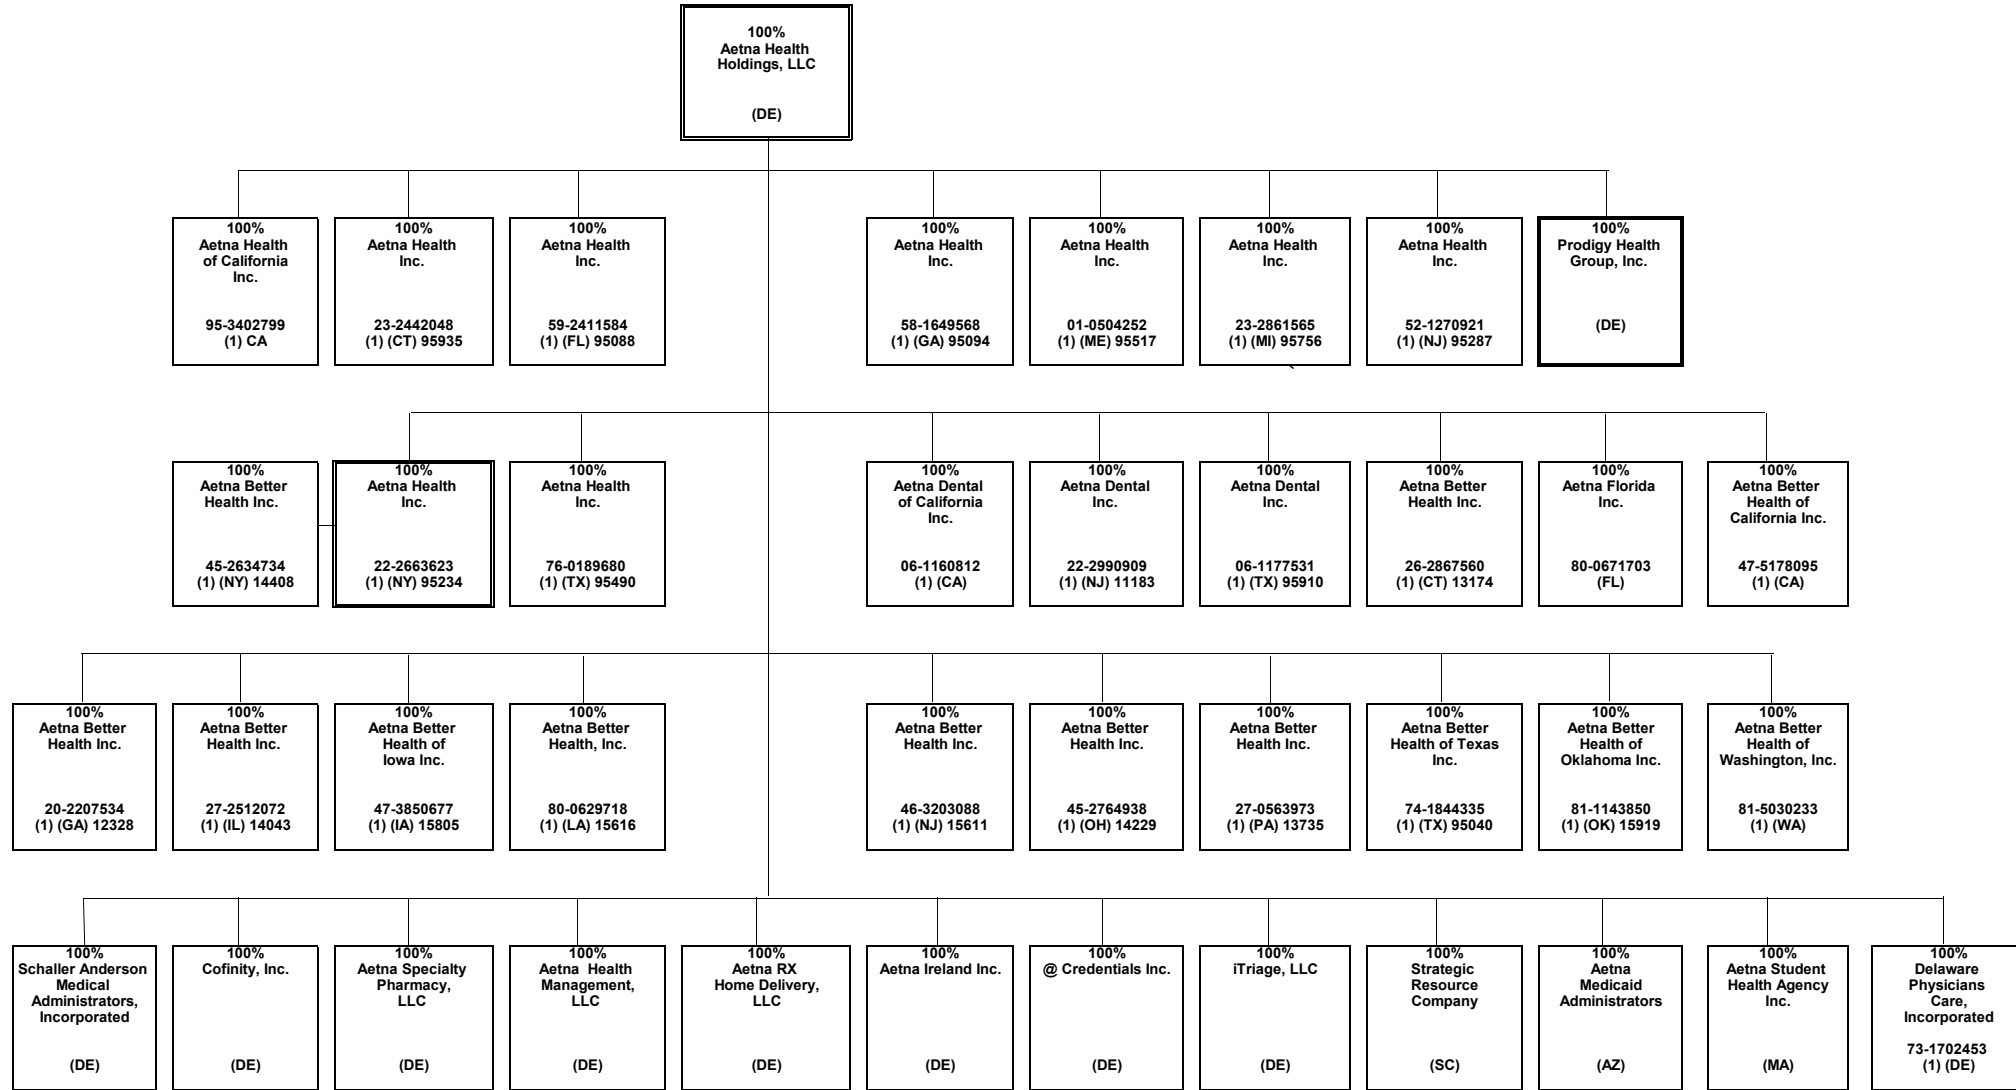 100%
Aetna Health
Holdings, LLC
(DE)
100%
Aetna Health
of California
Inc.
95-3402799
(1) CA
100%
Aetna Health
Inc.
23-2442048
(1) (CT) 95935
100%
Aetna Health
Inc.
59-2411584
(1) (FL) 95088
100%
Aetna Health
Inc.
58-1649568
(1) (GA) 95094
100%
Aetna Health
Inc.
01-0504252
(1) (ME) 95517
100%
Aetna Health
Inc.
23-2861565
(1) (MI) 95756
100%
Aetna Health
Inc.
52-1270921
(1) (NJ) 95287
100%
Prodigy Health
Group, Inc.
(DE)
100%
Aetna Better
Health Inc.
45-2634734
(1) (NY) 14408
100%
Aetna Health
Inc.
22-2663623
(1) (NY) 95234
100%
Aetna Health
Inc.
76-0189680
(1) (TX) 95490
100%
Aetna Dental
of California
Inc.
06-1160812
(1) (CA)
100%
Aetna Dental
Inc.
22-2990909
(1) (NJ) 11183
100%
Aetna Dental
Inc.
06-1177531
(1) (TX) 95910
100%
Aetna Better
Health Inc.
26-2867560
(1) (CT) 13174
100%
Aetna Florida
Inc.
80-0671703
(FL)
100%
Aetna Better
Health of
California Inc.
47-5178095
(1) (CA)
100%
Aetna Better
Health Inc.
20-2207534
(1) (GA) 12328
100%
Aetna Better
Health Inc.
27-2512072
(1) (IL) 14043
100%
Aetna Better
Health of
Iowa Inc.
47-3850677
(1) (IA) 15805
100%
Aetna Better
Health, Inc.
80-0629718
(1) (LA) 15616
100%
Aetna Better
Health Inc.
46-3203088
(1) (NJ) 15611
100%
Aetna Better
Health Inc.
45-2764938
(1) (OH) 14229
100%
Aetna Better
Health Inc.
27-0563973
(1) (PA) 13735
100%
Aetna Better
Health of Texas
Inc.
74-1844335
(1) (TX) 95040
100%
Aetna Better
Health of
Oklahoma Inc.
81-1143850
(1) (OK) 15919
100%
Aetna Better
Health of
Washington, Inc.
81-5030233
(1) (WA)
100%
Schaller Anderson
Medical
Administrators,
Incorporated
(DE)
100%
Cofinity, Inc.
(DE)
100%
Aetna Specialty
Pharmacy,
LLC
(DE)
100%
Aetna Health
Management,
LLC
(DE)
100%
Aetna RX
Home Delivery,
LLC
(DE)
100%
Aetna Ireland Inc.
(DE)
100%
@ Credentials Inc.
(DE)
100%
iTriage, LLC
(DE)
100%
Strategic
Resource
Company
(SC)
100%
Aetna
Medicaid
Administrators
(AZ)
100%
Aetna Student
Health Agency
Inc.
(MA)
100%
Delaware
Physicians
Care,
Incorporated
73-1702453
(1) (DE)